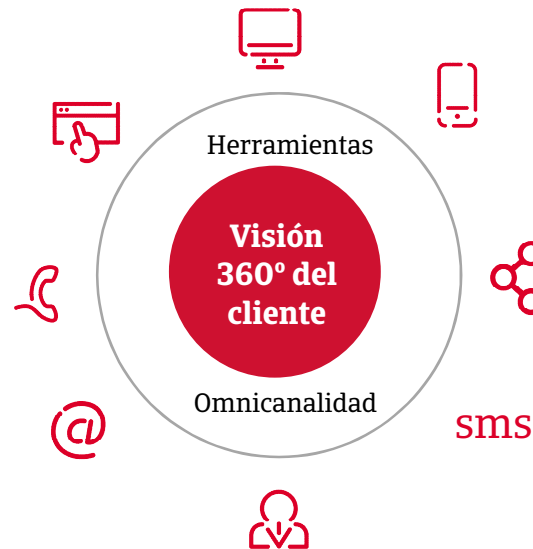 Herramientas
Visión
360º del
cliente
Omnicanalidad
sms
@